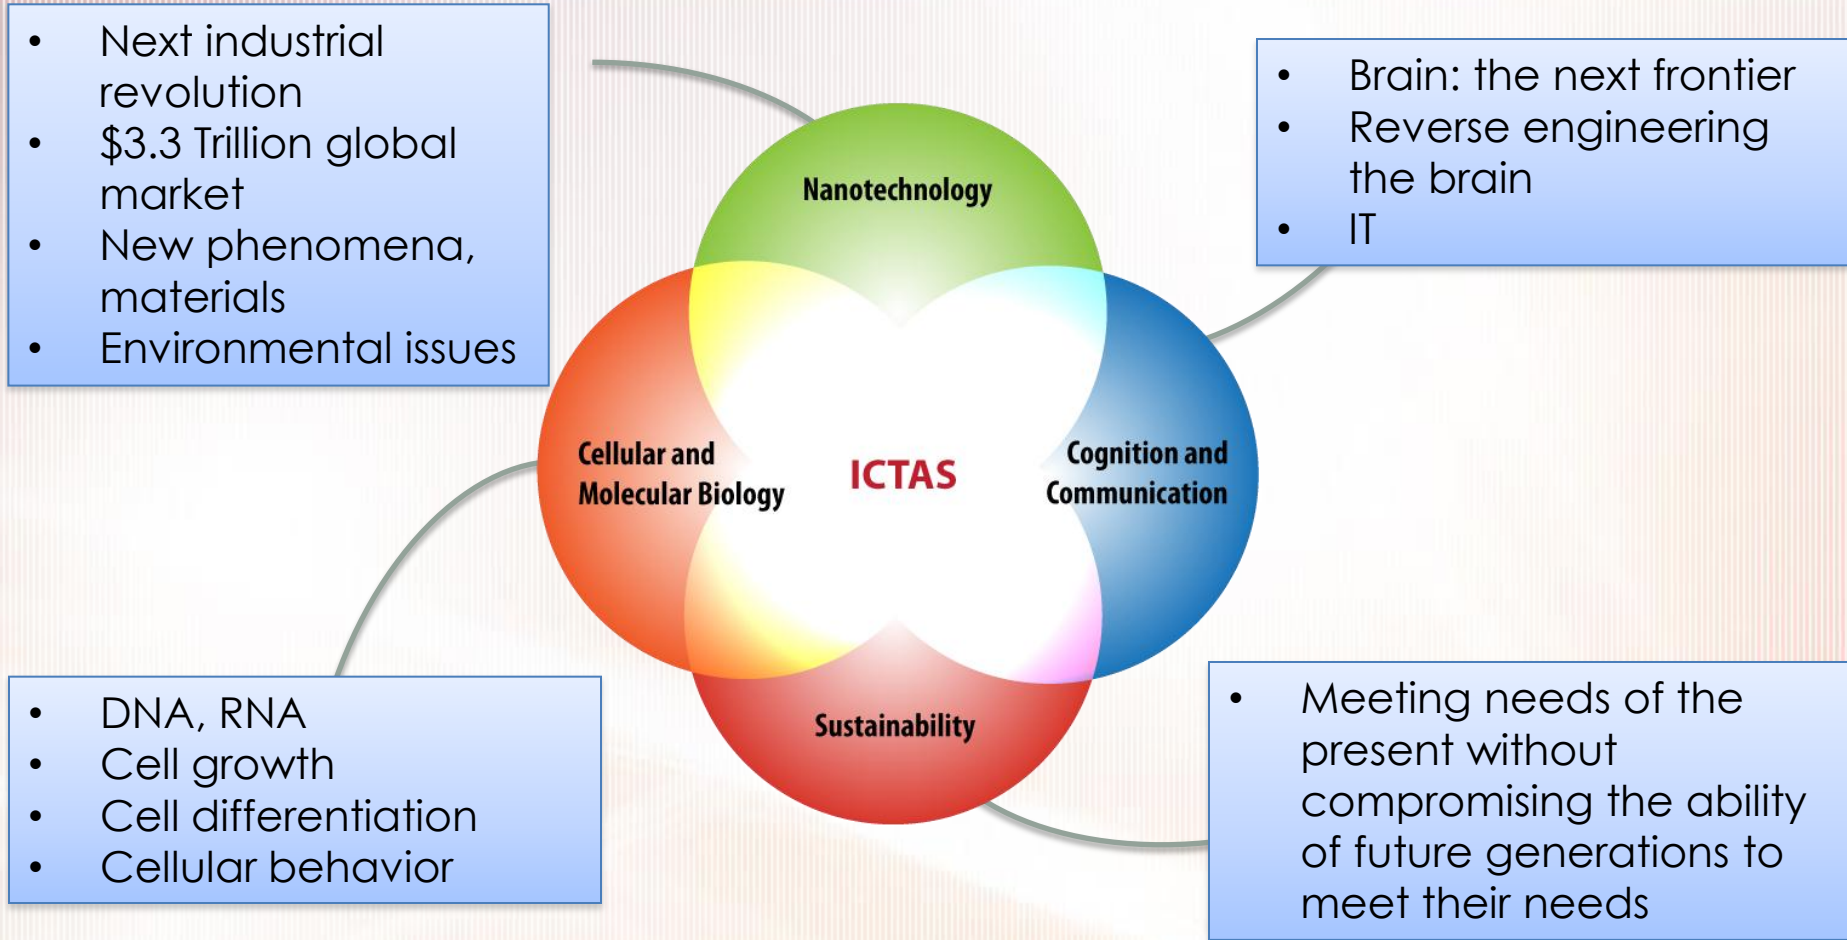 • Next industrial
revolution
• $3.3 Trillion global
market
• New phenomena,
materials
• Environmental issues
• Brain: the next frontier
• Reverse engineering
the brain
• IT
Nanotechnology
Cellular and
Molecular Biology
ICTAS
Cognition and
Communication
Sustainability
• DNA, RNA
• Cell growth
• Cell differentiation
• Cellular behavior
• Meeting needs of the
present without
compromising the ability
of future generations to
meet their needs